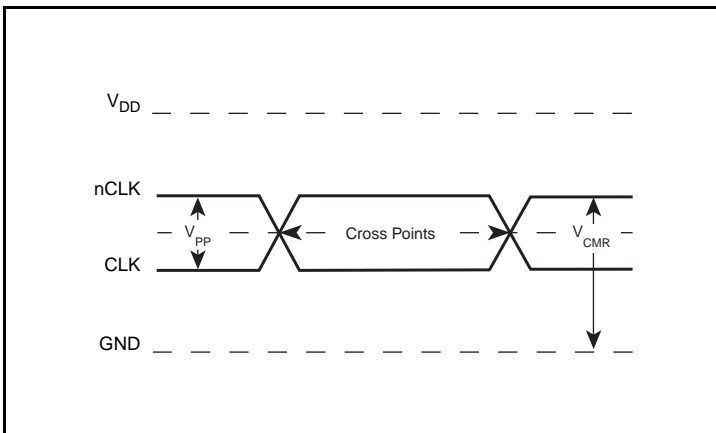 VDD
nCLK
VPP
Cross Points
VCMR
CLK
GND